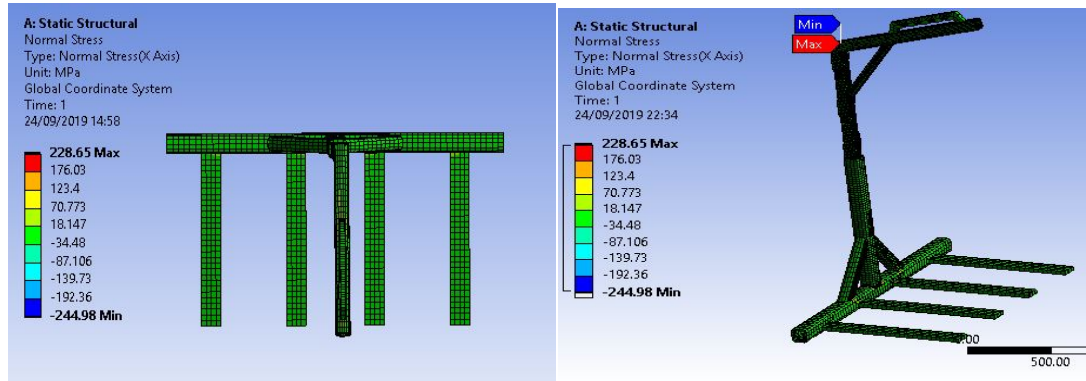 A: Static Structural
Normal Stress
Type: Normal Stress(X Axis)
Unit: MPa
Global Coordinate System
Time: 1
24/09/2019 14:58
228.65 Max
176.03
123.4
70.773
18.147
-34.48
-87.106
-139.73
-192.36
-244.98 Min
A: Static Structural
Normal Stress
Type: Normal Stress(X Axis)
Unit: MPa
Global Coordinate System
Time: 1
24/09/2019 22:34
228.65 Max
176.03
123.4
70.773
18.147
-34.48
-87.106
-139.73
-192.36
-244.98 Min
Min
Max
500.00